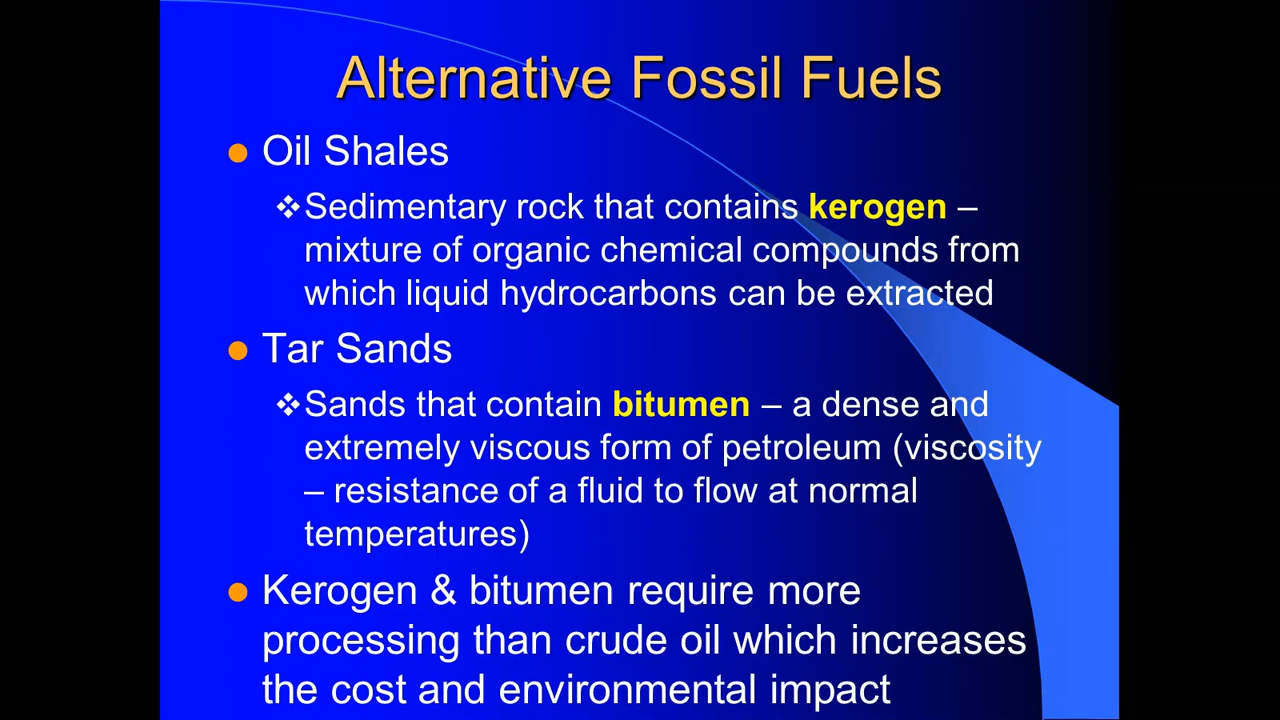 Alternative Fossil Fuels
Oil Shales
Sedimentary rock that contains kerogen –
mixture of organic chemical compounds from
which liquid hydrocarbons can be extracted
Tar Sands
Sands that contain bitumen – a dense and
extremely viscous form of petroleum (viscosity
– resistance of a fluid to flow at normal
temperatures)
Kerogen & bitumen require more
processing than crude oil which increases
the cost and environmental impact